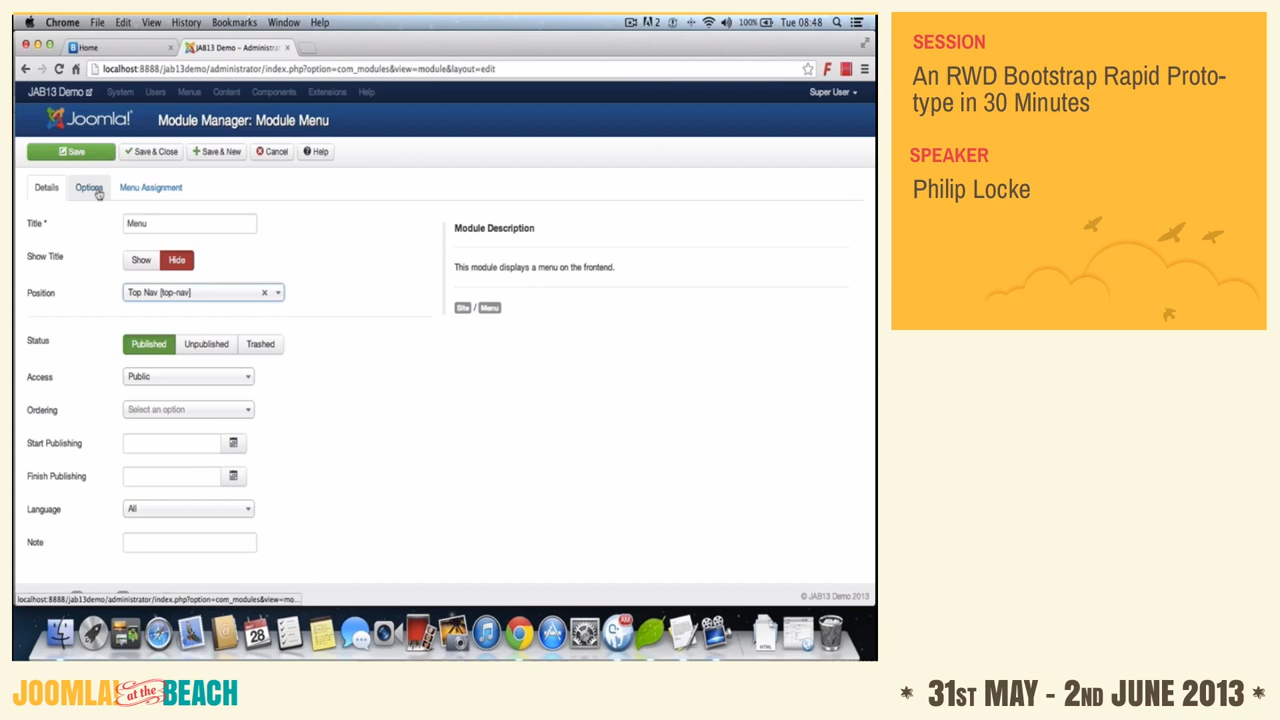 Chrome File Edit View History Bookmarks Window Help
2 100% Tue 08:48
Home
JAB13 Demo - Administra
localhost:8888/jab13demo/administrator/index.php?option=com_modules&view=module&layout=edit
JAB13 Demo System Users Menus Content Components Extensions Help
Super User
Joomla!
Module Manager: Module Menu
Save
Save & Close
Save & New
Cancel
Help
Details
Options
Menu Assignment
Title *
Menu
Show Title
Show
Hide
Position
Top Nav [top-nav]
Status
Published
Unpublished
Trashed
Access
Public
Ordering
Select an option
Start Publishing
Finish Publishing
Language
All
Note
Module Description
This module displays a menu on the frontend.
Site / Menu
localhost:8888/jab13demo/administrator/index.php?option=com_modules&view=mo...
© JAB13 Demo 2013
28
HTML
SESSION
An RWD Bootstrap Rapid Proto-
type in 30 Minutes
SPEAKER
Philip Locke
JOOMLA! at the BEACH
* 31ST MAY - 2ND JUNE 2013 *